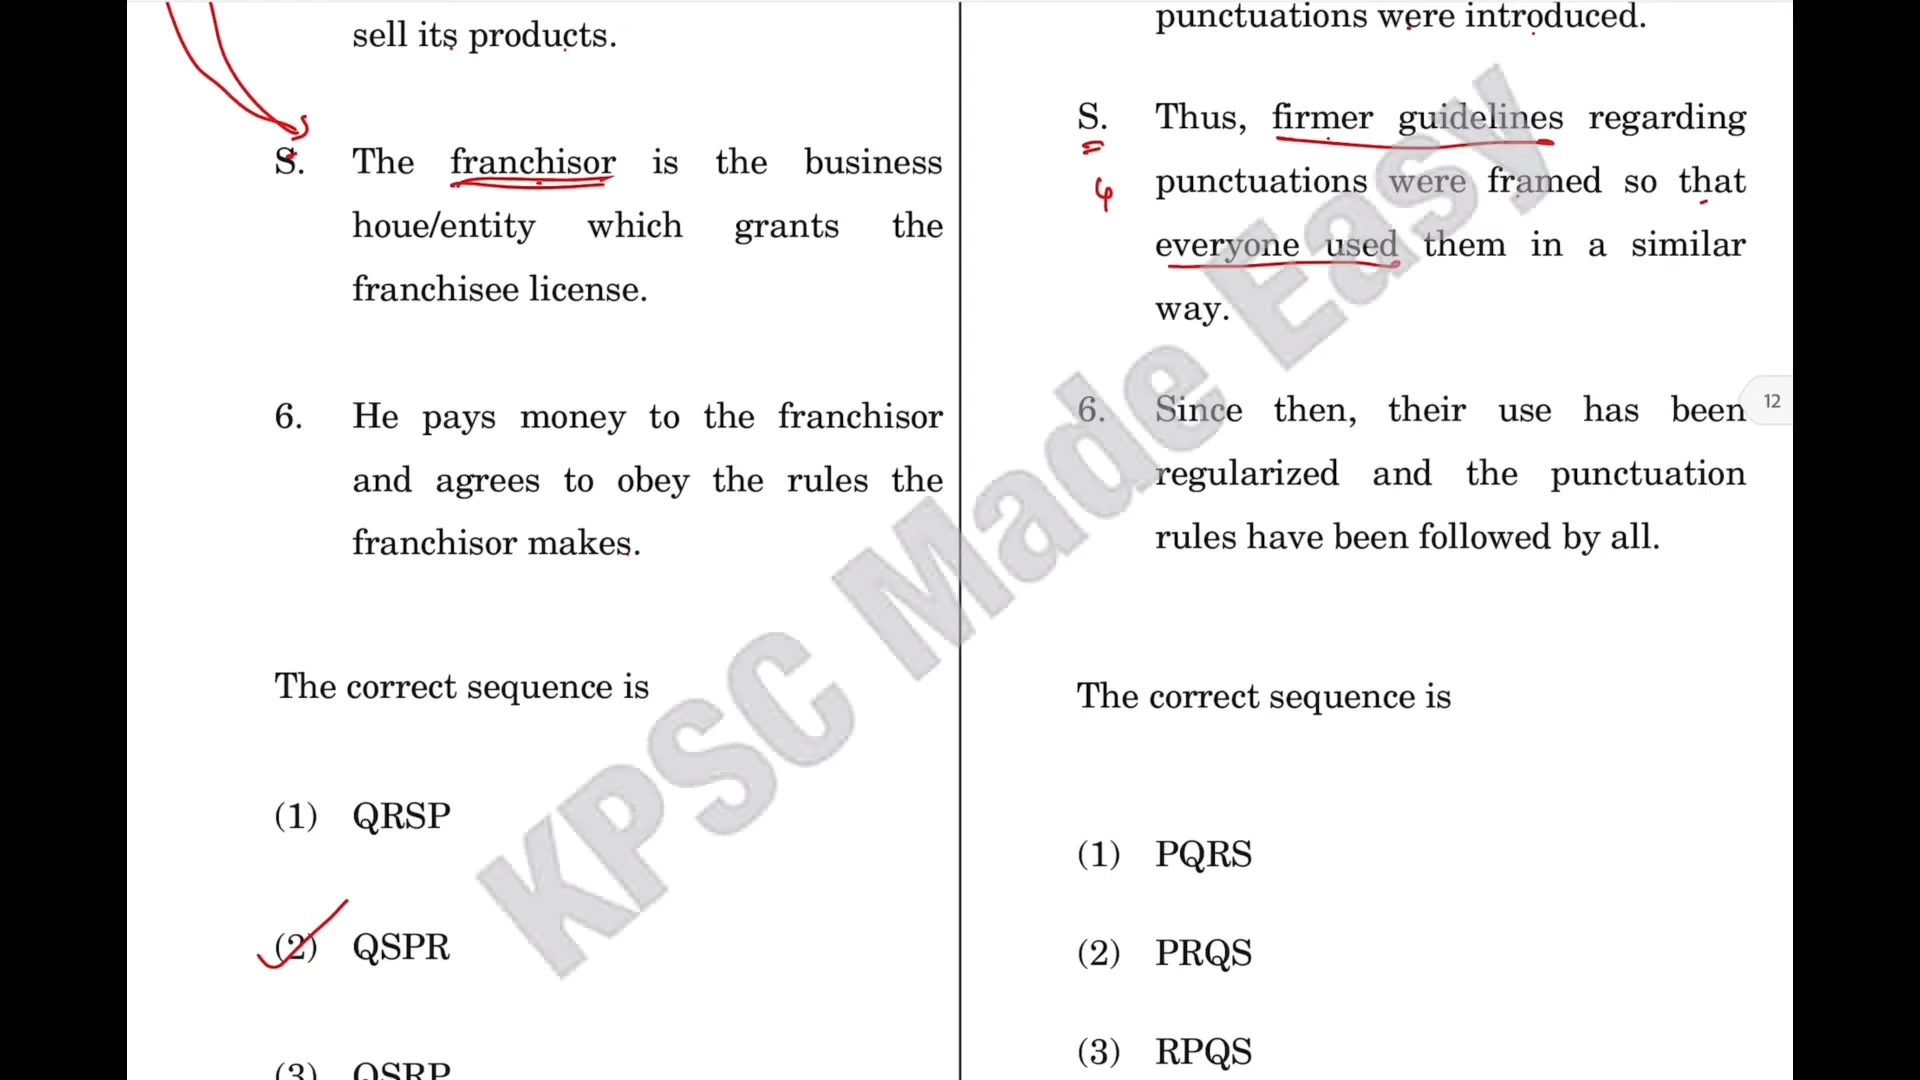 sell its products.
S. The franchisor is the business
houe/entity which grants the
franchisee license.
6. He pays money to the franchisor
and agrees to obey the rules the
franchisor makes.
The correct sequence is
(1) QRSP
(2) QSPR
(3) QSRP
punctuations were introduced.
S. Thus, firmer guidelines regarding
4
punctuations were framed so that
everyone used them in a similar
way.
6. Since then, their use has been
regularized and the punctuation
rules have been followed by all.
The correct sequence is
(1) PQRS
(2) PRQS
(3) RPQS
12
KPSC Made Easy